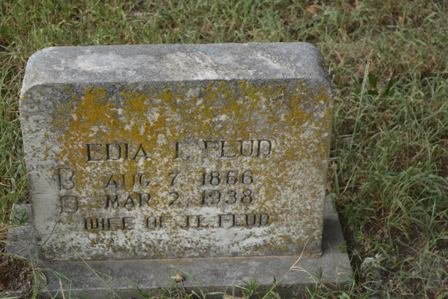 EDIA I. FLUD
B AUG. 7, 1866
D MAR. 2, 1938
WIFE OF J.E. FLUD